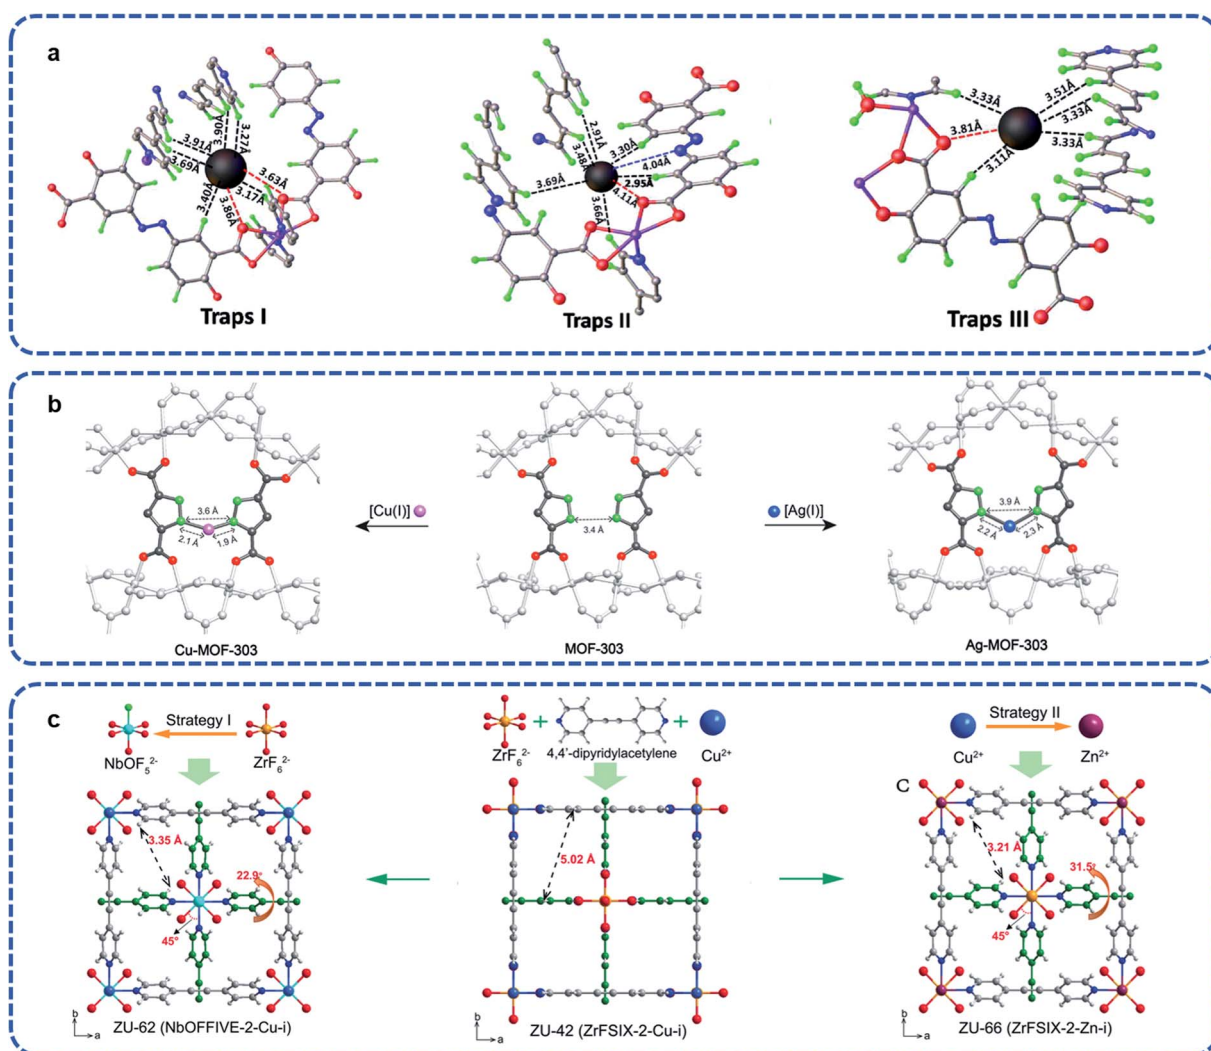 a
3.91Å
3.90Å
3.27Å
3.69Å
3.63Å
3.40Å
3.17Å
3.86Å
Traps I
2.91Å
3.48Å
3.30Å
4.04Å
3.69Å
2.95Å
4.11Å
3.66Å
Traps II
3.33Å
3.51Å
3.33Å
3.81Å
3.33Å
3.11Å
Traps III
b
3.6 Å
2.1 Å
1.9 Å
Cu-MOF-303
[Cu(I)]
3.4 Å
MOF-303
[Ag(I)]
3.9 Å
2.2 Å
2.3 Å
Ag-MOF-303
c
Strategy I
NbOF₅²⁻
ZrF₆²⁻
3.35 Å
22.9°
45°
b
a
ZU-62 (NbOFFIVE-2-Cu-i)
+
+
ZrF₆²⁻
4,4'-dipyridylacetylene
Cu²⁺
5.02 Å
b
a
ZU-42 (ZrFSIX-2-Cu-i)
Strategy II
Cu²⁺
Zn²⁺
C
3.21 Å
31.5°
45°
b
a
ZU-66 (ZrFSIX-2-Zn-i)